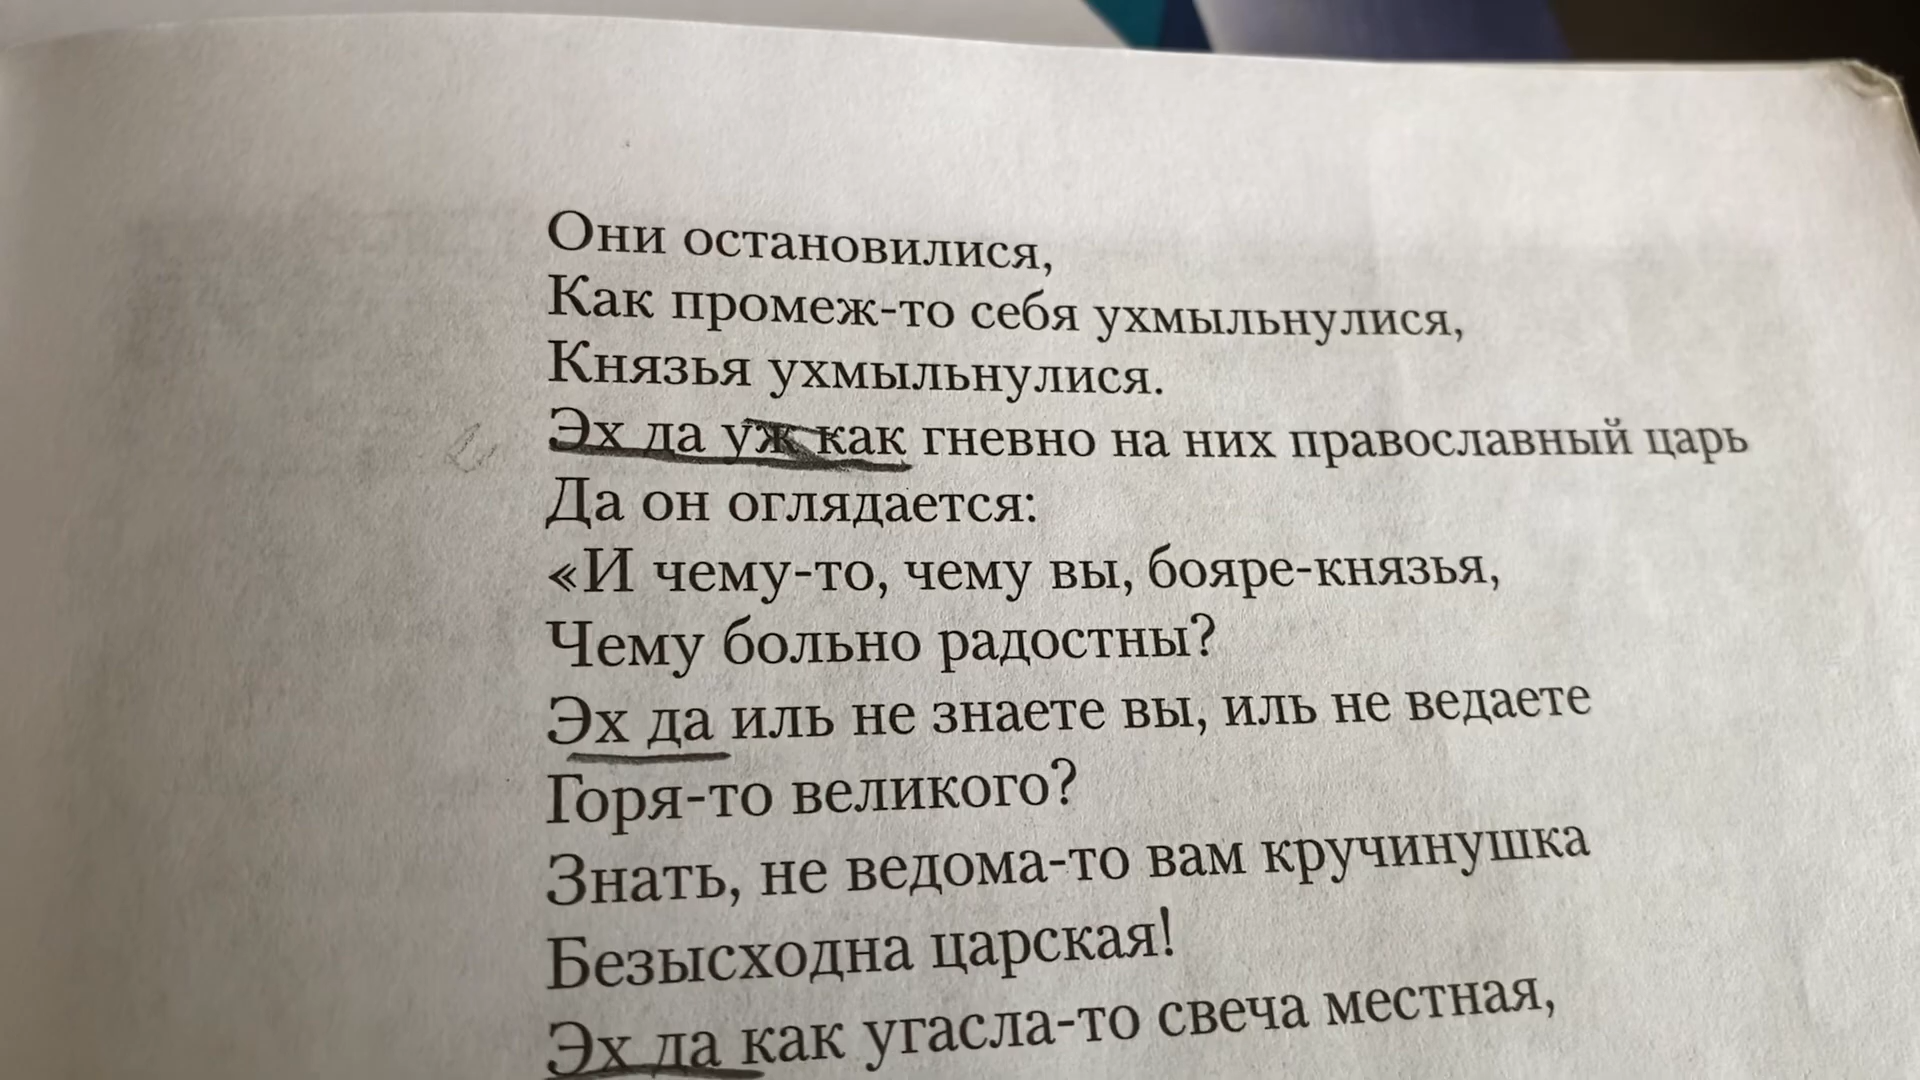 Они остановилися,
Как промеж-то себя ухмыльнулися,
Князья ухмыльнулися.
Эх да уж как гневно на них православный царь
Да он оглядается:
«И чему-то, чему вы, бояре-князья,
Чему больно радостны?
Эх да иль не знаете вы, иль не ведаете
Горя-то великого?
Знать, не ведома-то вам кручинушка
Безысходна царская!
Эх да как угасла-то свеча местная,